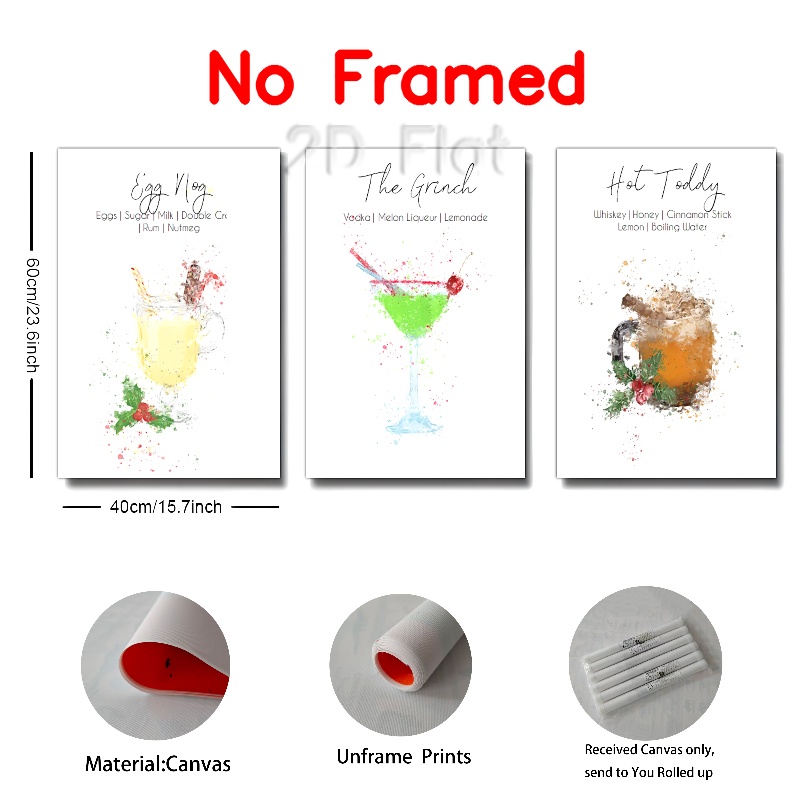 No Framed
2D Flat
Egg Nog
Eggs | Sugar | Milk | Double Cre
| Rum | Nutmeg
The Grinch
Vodka | Melon Liqueur | Lemonade
Hot Toddy
Whiskey | Honey | Cinnamon Stick
Lemon | Boiling Water
60cm/23.6inch
40cm/15.7inch
Material:Canvas
Unframe Prints
Received Canvas only,
send to You Rolled up